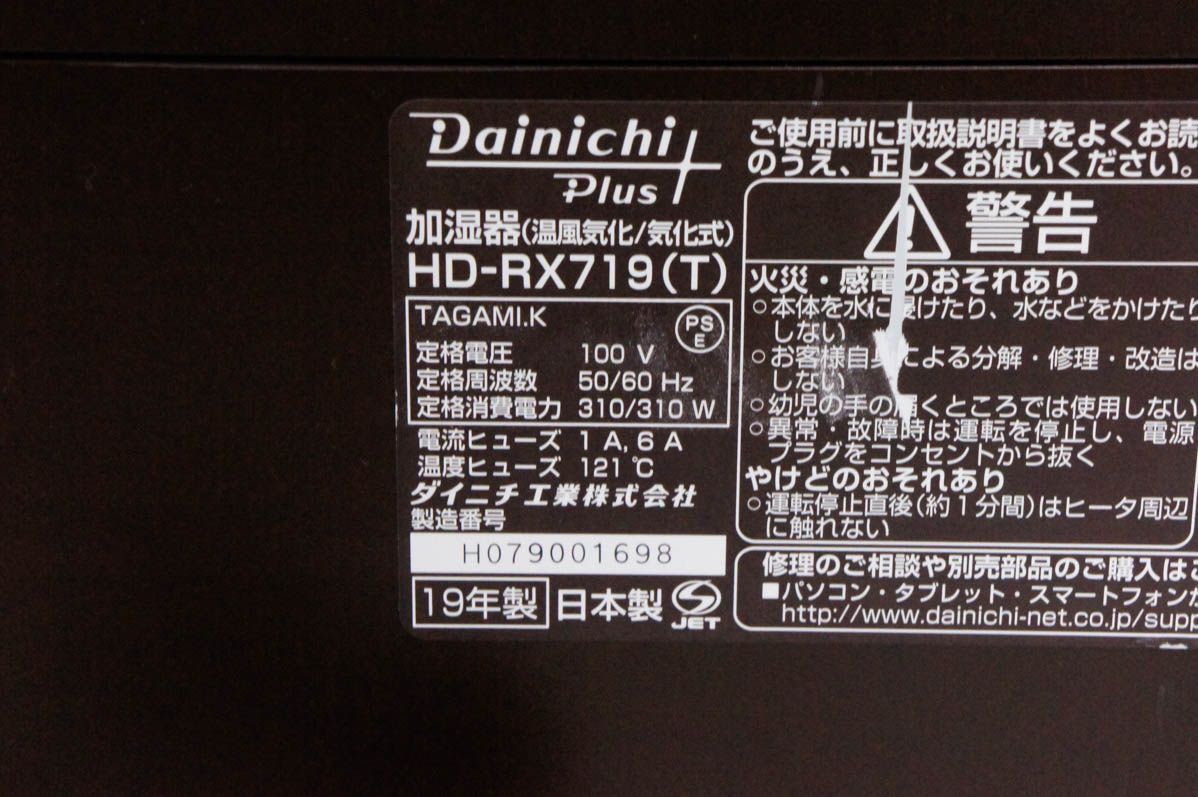 Dainichi
Plus
加湿器(温風気化/気化式)
HD-RX719(T)
TAGAMI.K
PS
E
定格電圧 100 V
定格周波数 50/60 Hz
定格消費電力 310/310 W
電流ヒューズ 1 A, 6 A
温度ヒューズ 121 ℃
ダイニチ工業株式会社
製造番号
H079001698
19年製 日本製
JET
ご使用前に取扱説明書をよくお読
のうえ、正しくお使いください。
警告
火災・感電のおそれあり
○本体を水に浸けたり、水などをかけたり
しない
○お客様自身による分解・修理・改造は
しない
○幼児の手の届くところでは使用しない
○異常・故障時は運転を停止し、電源
プラグをコンセントから抜く
やけどのおそれあり
○運転停止直後(約1分間)はヒータ周辺
に触れない
修理のご相談や別売部品のご購入はこ
■パソコン・タブレット・スマートフォンか
http://www.dainichi-net.co.jp/supp